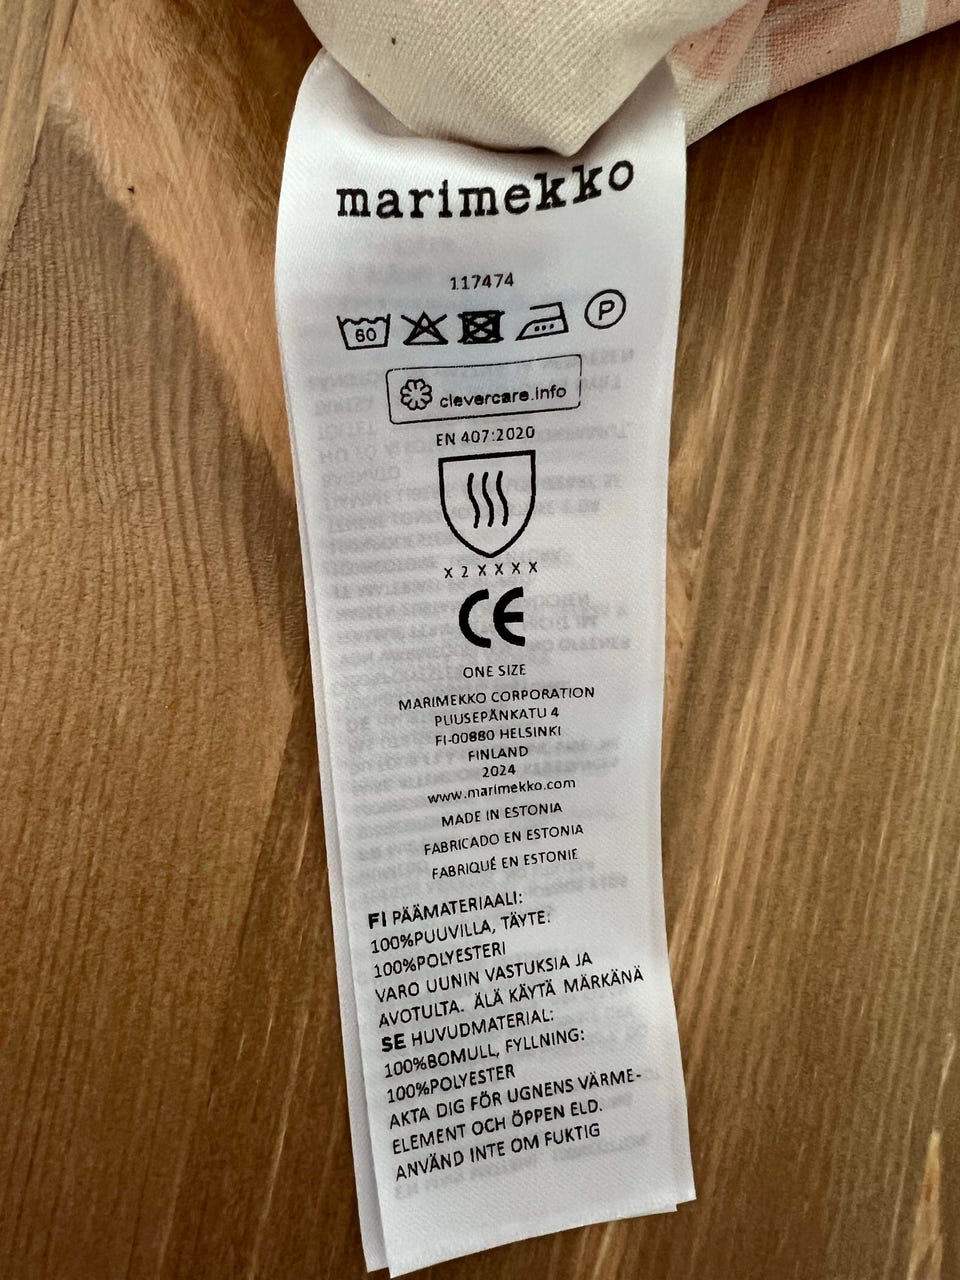 marimekko
117474
60 P
clevercare.info
EN 407:2020
X 2 X X X X
CE
ONE SIZE
MARIMEKKO CORPORATION
PUUSEPÄNKATU 4
FI-00880 HELSINKI
FINLAND
2024
www.marimekko.com
MADE IN ESTONIA
FABRICADO EN ESTONIA
FABRIQUÉ EN ESTONIE
FI PÄÄMATERIAALI:
100%PUUVILLA, TÄYTE:
100%POLYESTERI
VARO UUNIN VASTUKSIA JA
AVOTULTA. ÄLÄ KÄYTÄ MÄRKÄNÄ
SE HUVUDMATERIAL:
100%BOMULL, FYLLNING:
100%POLYESTER
AKTA DIG FÖR UGNENS VÄRME-
ELEMENT OCH ÖPPEN ELD.
ANVÄND INTE OM FUKTIG